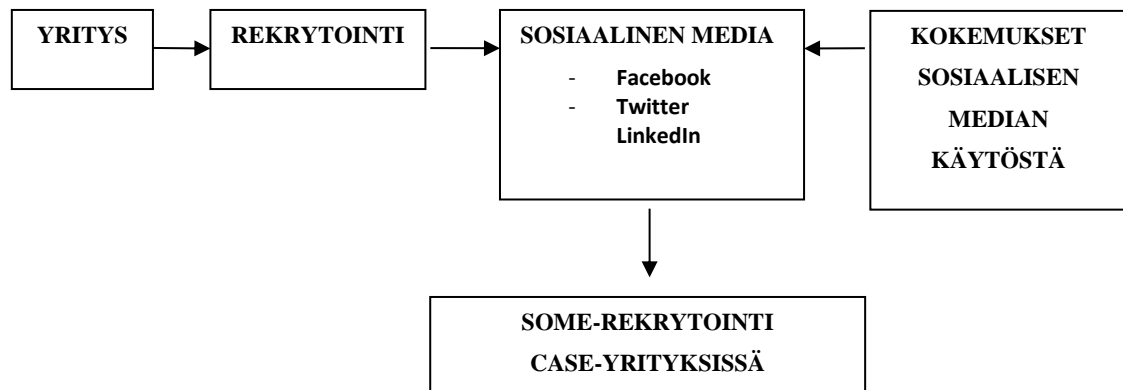 YRITYS
REKRYTOINTI
SOSIAALINEN MEDIA
- Facebook
- Twitter
LinkedIn
KOKEMUKSET
SOSIAALISEN
MEDIAN
KÄYTÖSTÄ
SOME-REKRYTOINTI
CASE-YRITYKSISSÄ